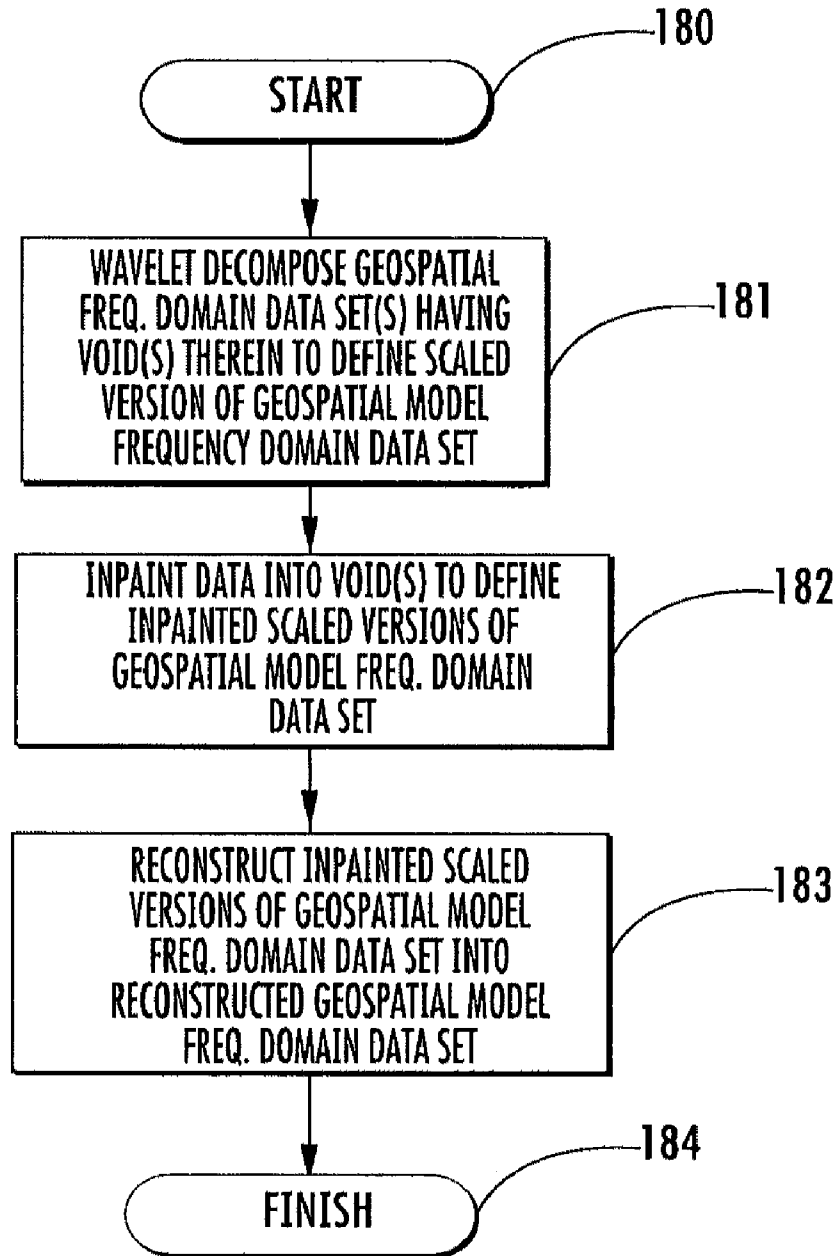 180
START
WAVELET DECOMPOSE GEOSPATIAL
FREQ. DOMAIN DATA SET(S) HAVING
VOID(S) THEREIN TO DEFINE SCALED
VERSION OF GEOSPATIAL MODEL
FREQUENCY DOMAIN DATA SET
181
INPAINT DATA INTO VOID(S) TO DEFINE
INPAINTED SCALED VERSIONS OF
GEOSPATIAL MODEL FREQ. DOMAIN
DATA SET
182
RECONSTRUCT INPAINTED SCALED
VERSIONS OF GEOSPATIAL MODEL
FREQ. DOMAIN DATA SET INTO
RECONSTRUCTED GEOSPATIAL MODEL
FREQ. DOMAIN DATA SET
183
184
FINISH